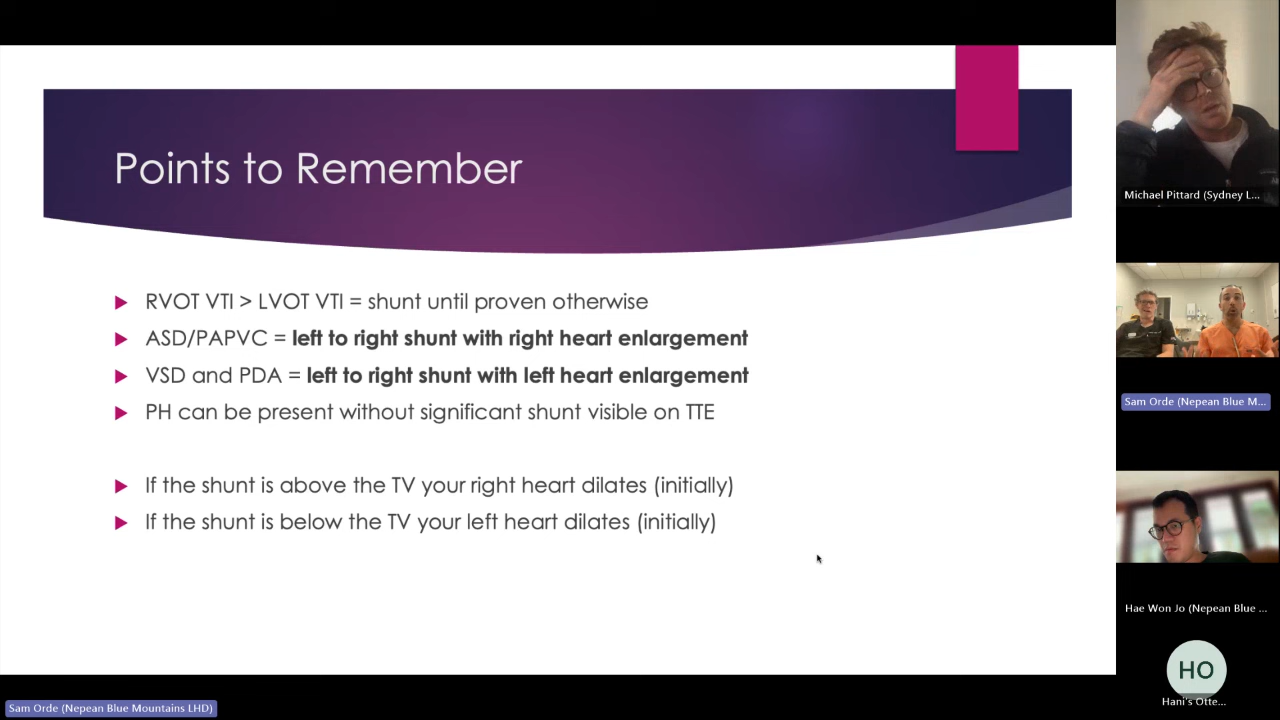 Points to Remember
RVOT VTI > LVOT VTI = shunt until proven otherwise
ASD/PAPVC = left to right shunt with right heart enlargement
VSD and PDA = left to right shunt with left heart enlargement
PH can be present without significant shunt visible on TTE
If the shunt is above the TV your right heart dilates (initially)
If the shunt is below the TV your left heart dilates (initially)
Michael Pittard (Sydney L...
Sam Orde (Nepean Blue M...
Hae Won Jo (Nepean Blue ...
HO
Hani's Otte...
Sam Orde (Nepean Blue Mountains LHD)